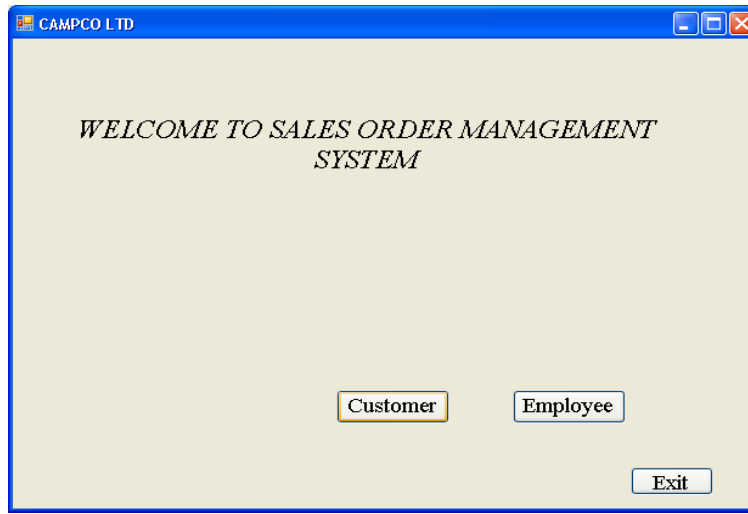 CAMPCO LTD
WELCOME TO SALES ORDER MANAGEMENT
SYSTEM
Customer
Employee
Exit